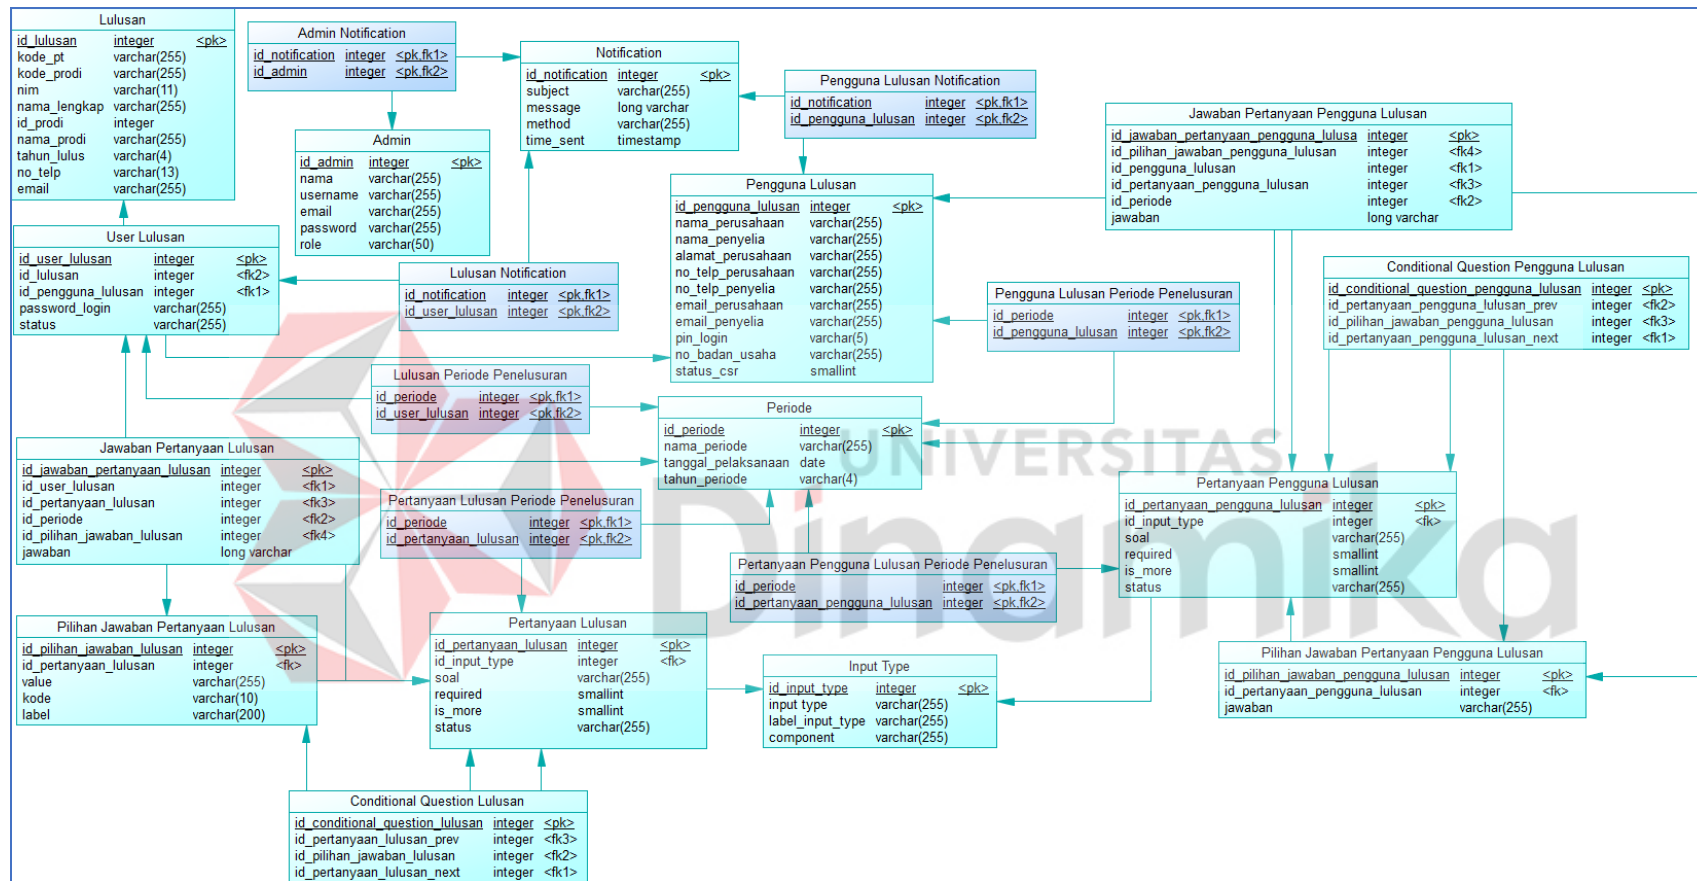 Lulusan
id_lulusan integer <pk>
kode_pt varchar(255)
kode_prodi varchar(255)
nim varchar(11)
nama_lengkap varchar(255)
id_prodi integer
nama_prodi varchar(255)
tahun_lulus varchar(4)
no_telp varchar(13)
email varchar(255)
Admin Notification
id_notification integer <pk,fk1>
id_admin integer <pk,fk2>
Notification
id_notification integer <pk>
subject varchar(255)
message long varchar
method varchar(255)
time_sent timestamp
Pengguna Lulusan Notification
id_notification integer <pk,fk1>
id_pengguna_lulusan integer <pk,fk2>
Jawaban Pertanyaan Pengguna Lulusan
id_jawaban_pertanyaan_pengguna_lulusa integer <pk>
id_pilihan_jawaban_pengguna_lulusan integer <fk4>
id_pengguna_lulusan integer <fk1>
id_pertanyaan_pengguna_lulusan integer <fk3>
id_periode integer <fk2>
jawaban long varchar
Admin
id_admin integer <pk>
nama varchar(255)
username varchar(255)
email varchar(255)
password varchar(255)
role varchar(50)
Pengguna Lulusan
id_pengguna_lulusan integer <pk>
nama_perusahaan varchar(255)
nama_penyelia varchar(255)
alamat_perusahaan varchar(255)
no_telp_perusahaan varchar(255)
no_telp_penyelia varchar(255)
email_perusahaan varchar(255)
email_penyelia varchar(255)
pin_login varchar(5)
no_badan_usaha varchar(255)
status_csr smallint
User Lulusan
id_user_lulusan integer <pk>
id_lulusan integer <fk2>
id_pengguna_lulusan integer <fk1>
password_login varchar(255)
status varchar(255)
Lulusan Notification
id_notification integer <pk,fk1>
id_user_lulusan integer <pk,fk2>
Pengguna Lulusan Periode Penelusuran
id_periode integer <pk,fk1>
id_pengguna_lulusan integer <pk,fk2>
Conditional Question Pengguna Lulusan
id_conditional_question_pengguna_lulusan integer <pk>
id_pertanyaan_pengguna_lulusan_prev integer <fk2>
id_pilihan_jawaban_pengguna_lulusan integer <fk3>
id_pertanyaan_pengguna_lulusan_next integer <fk1>
Lulusan Periode Penelusuran
id_periode integer <pk,fk1>
id_user_lulusan integer <pk,fk2>
Periode
id_periode integer <pk>
nama_periode varchar(255)
tanggal_pelaksanaan date
tahun_periode varchar(4)
UNIVERSITAS
Dinamika
Jawaban Pertanyaan Lulusan
id_jawaban_pertanyaan_lulusan integer <pk>
id_user_lulusan integer <fk1>
id_pertanyaan_lulusan integer <fk3>
id_periode integer <fk2>
id_pilihan_jawaban_lulusan integer <fk4>
jawaban long varchar
Pertanyaan Lulusan Periode Penelusuran
id_periode integer <pk,fk1>
id_pertanyaan_lulusan integer <pk,fk2>
Pertanyaan Pengguna Lulusan
id_pertanyaan_pengguna_lulusan integer <pk>
id_input_type integer <fk>
soal varchar(255)
required smallint
is_more smallint
status varchar(255)
Pertanyaan Pengguna Lulusan Periode Penelusuran
id_periode integer <pk,fk1>
id_pertanyaan_pengguna_lulusan integer <pk,fk2>
Pilihan Jawaban Pertanyaan Lulusan
id_pilihan_jawaban_lulusan integer <pk>
id_pertanyaan_lulusan integer <fk>
value varchar(255)
kode varchar(10)
label varchar(200)
Pertanyaan Lulusan
id_pertanyaan_lulusan integer <pk>
id_input_type integer <fk>
soal varchar(255)
required smallint
is_more smallint
status varchar(255)
Input Type
id_input_type integer <pk>
input type varchar(255)
label_input_type varchar(255)
component varchar(255)
Pilihan Jawaban Pertanyaan Pengguna Lulusan
id_pilihan_jawaban_pengguna_lulusan integer <pk>
id_pertanyaan_pengguna_lulusan integer <fk>
jawaban varchar(255)
Conditional Question Lulusan
id_conditional_question_lulusan integer <pk>
id_pertanyaan_lulusan_prev integer <fk3>
id_pilihan_jawaban_lulusan integer <fk2>
id_pertanyaan_lulusan_next integer <fk1>